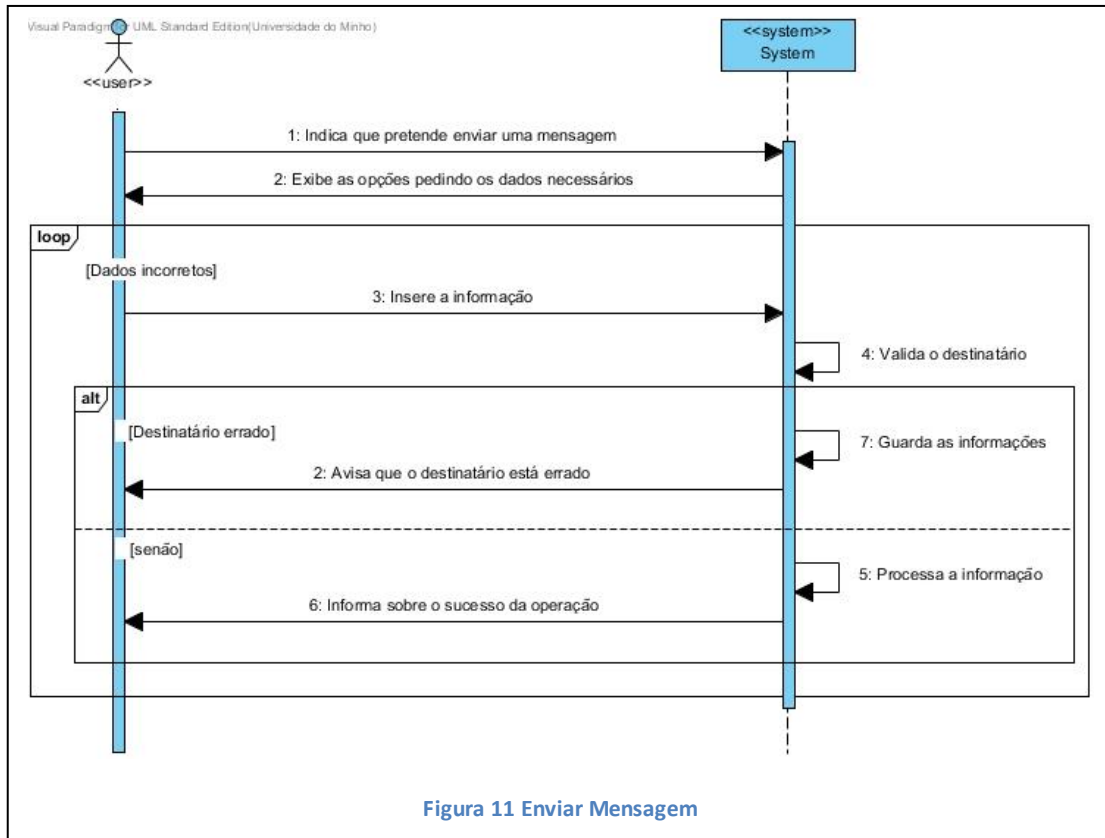 Visual Paradigm for UML Standard Edition(Universidade do Minho)
<<user>>
<<system>>
System
1: Indica que pretende enviar uma mensagem
2: Exibe as opções pedindo os dados necessários
loop
[Dados incorretos]
3: Insere a informação
4: Valida o destinatário
alt
[Destinatário errado]
7: Guarda as informações
2: Avisa que o destinatário está errado
[senão]
5: Processa a informação
6: Informa sobre o sucesso da operação
Figura 11 Enviar Mensagem